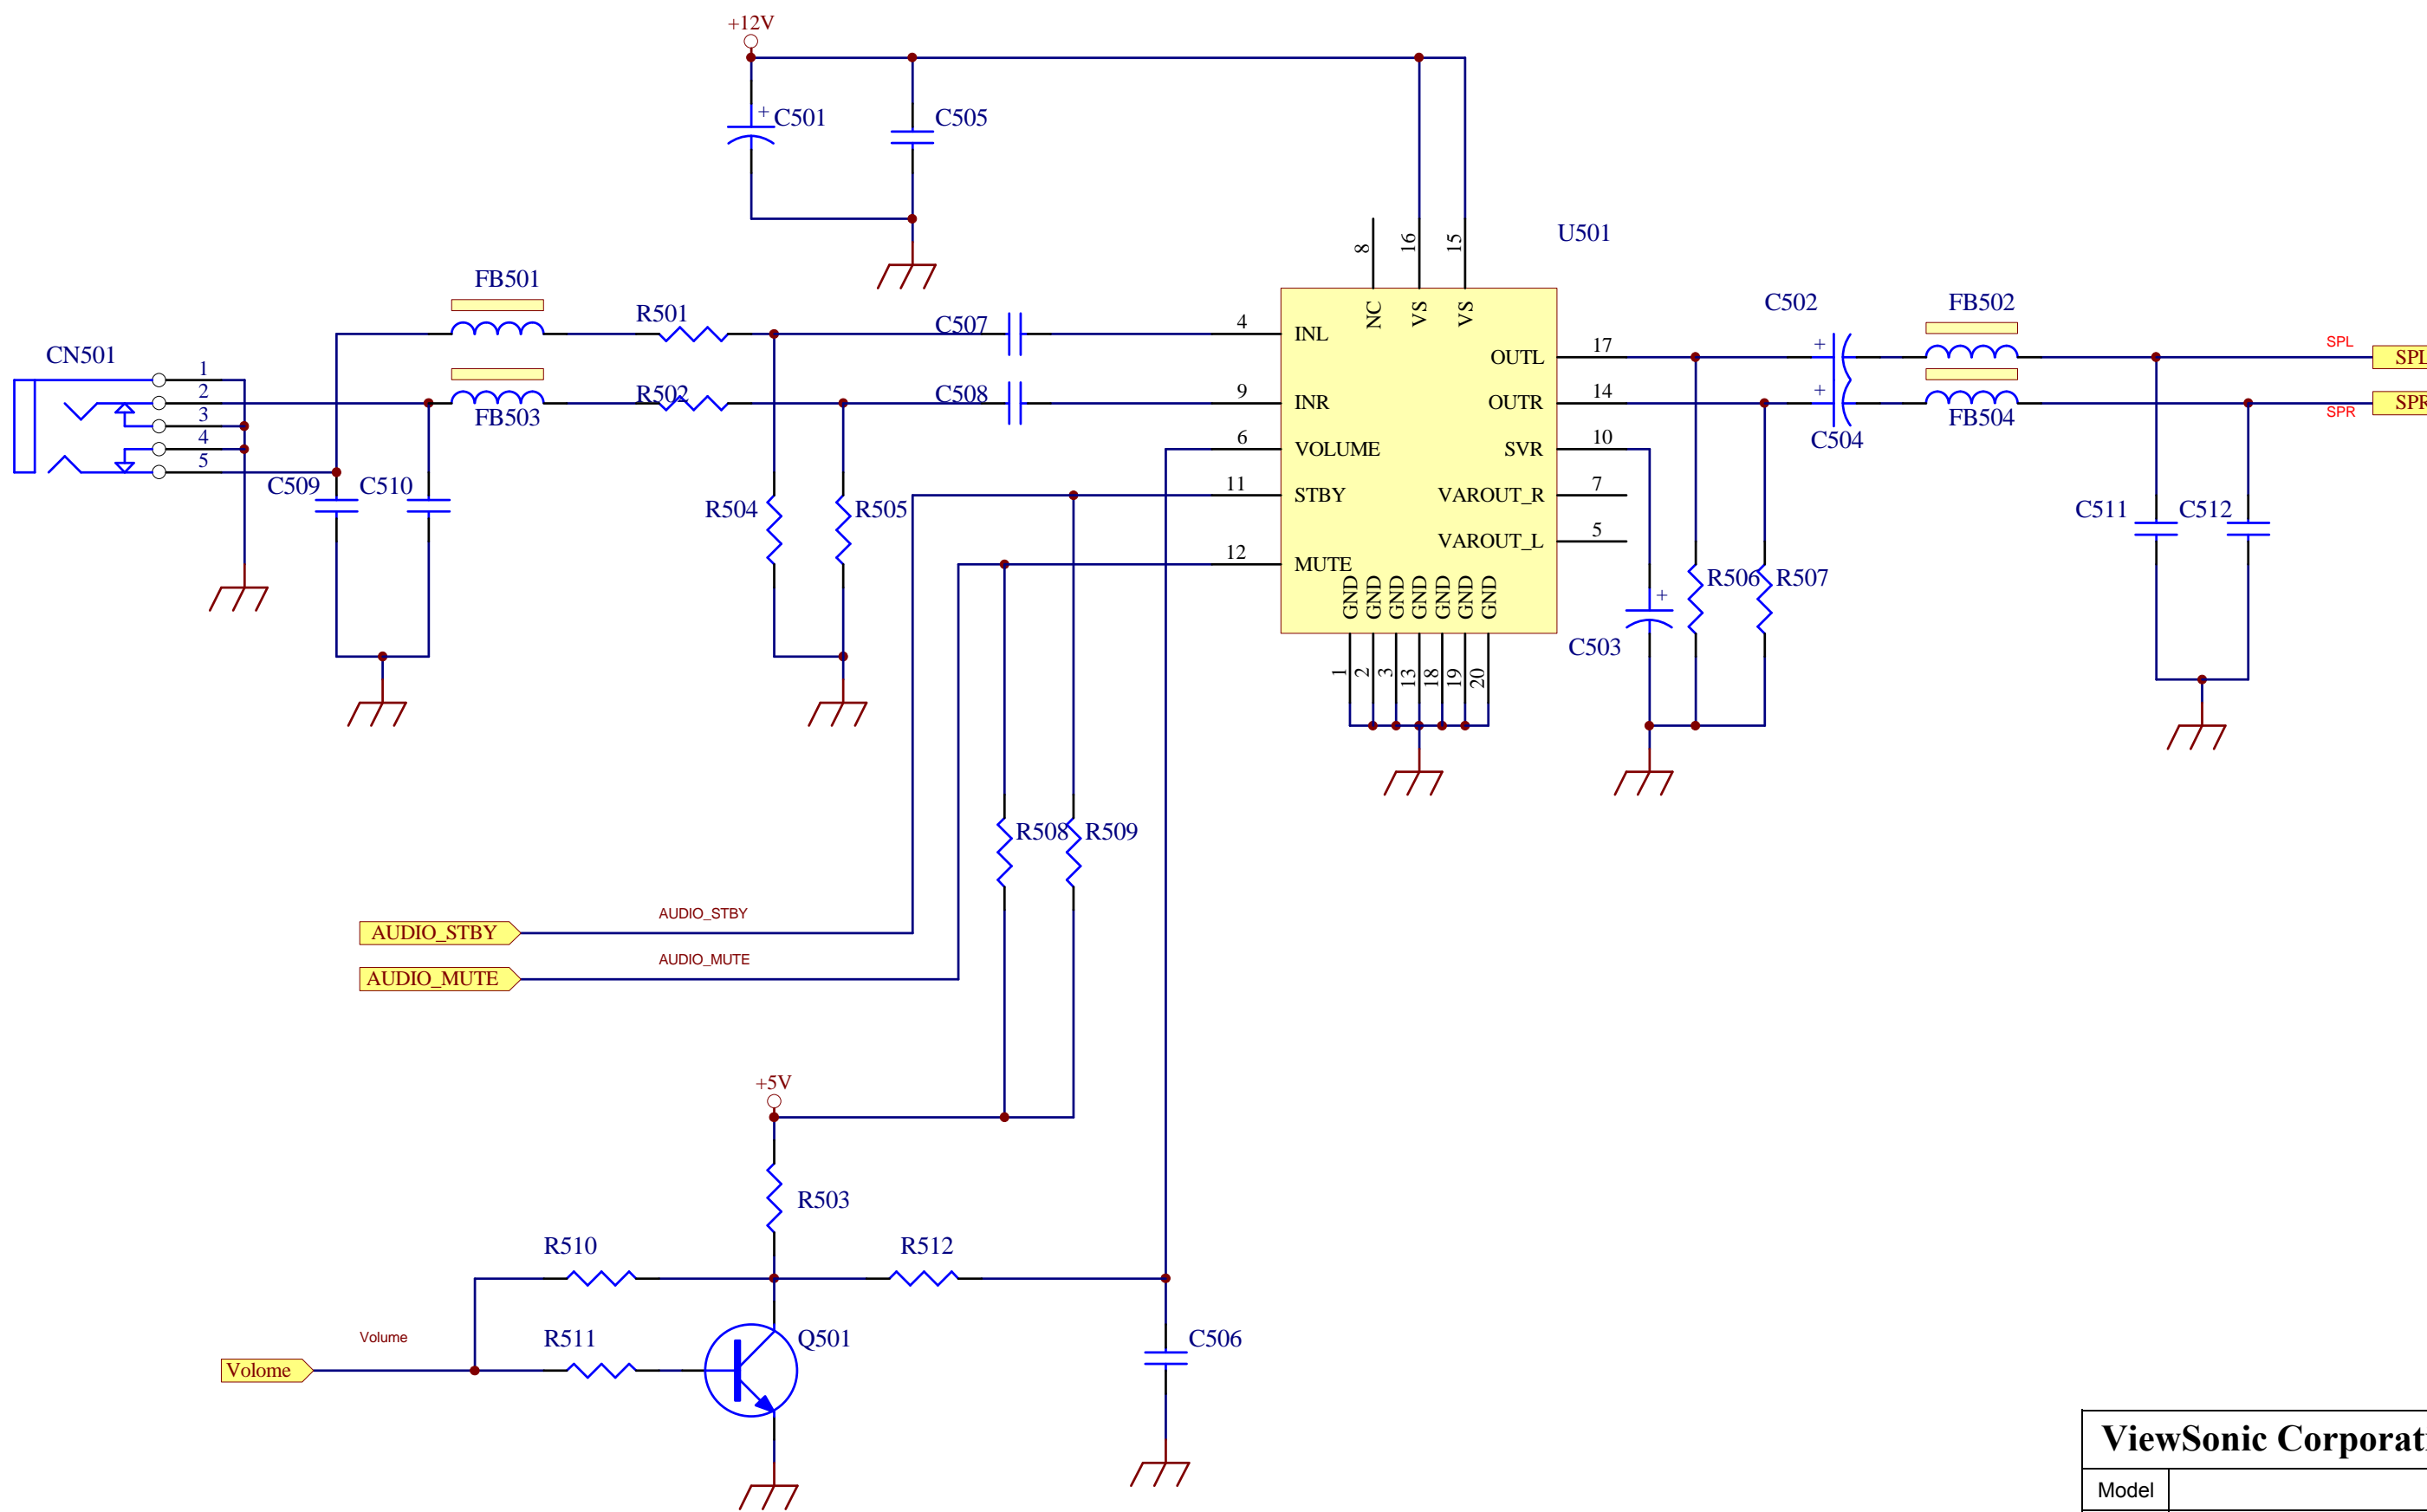 +12V
+ C501
C505
U501
8
16
15
FB501
R501
C507
4
INL
NC
VS
VS
C502
FB502
CN501
1
2
3
4
5
FB503
R502
C508
9
INR
OUTL
17
+
SPL
SPL
OUTR
14
+
FB504
SPR
SPR
C504
6
VOLUME
SVR
10
C509
C510
R504
R505
11
STBY
VAROUT_R
7
C511
C512
VAROUT_L
5
12
MUTE
GND
GND
GND
GND
GND
GND
GND
+
R506
R507
C503
1
2
3
13
18
19
20
R508
R509
AUDIO_STBY
AUDIO_STBY
AUDIO_MUTE
AUDIO_MUTE
+5V
R503
R510
R512
Volume
R511
Q501
C506
Volome
ViewSonic Corporat
Model